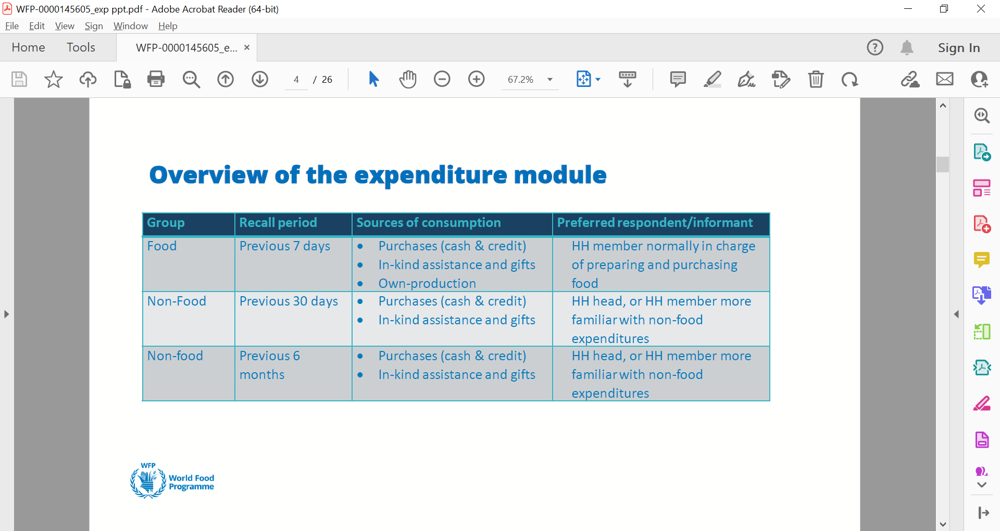 WFP-0000145605_exp ppt.pdf - Adobe Acrobat Reader (64-bit)
File Edit View Sign Window Help
Home Tools WFP-0000145605_e... × Sign In
4 / 26 67.2%
Overview of the expenditure module
Group Recall period Sources of consumption Preferred respondent/informant
Food Previous 7 days • Purchases (cash & credit) HH member normally in charge
• In-kind assistance and gifts of preparing and purchasing
• Own-production food
Non-Food Previous 30 days • Purchases (cash & credit) HH head, or HH member more
• In-kind assistance and gifts familiar with non-food
expenditures
Non-food Previous 6 • Purchases (cash & credit) HH head, or HH member more
months • In-kind assistance and gifts familiar with non-food
expenditures
WFP
World Food
Programme